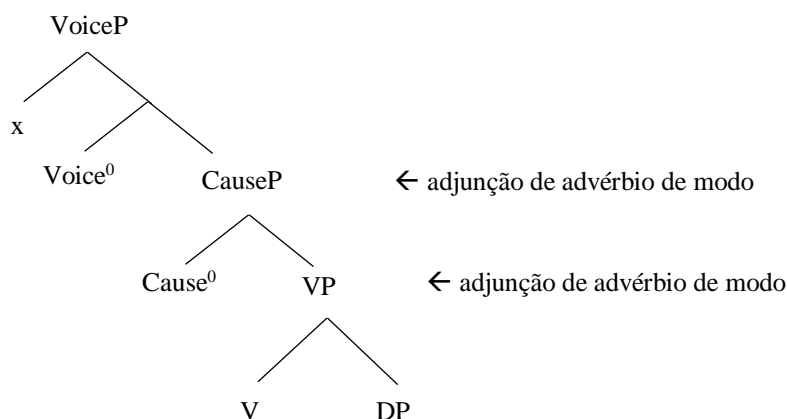 VoiceP
x
Voice⁰ CauseP ← adjunção de advérbio de modo
Cause⁰ VP ← adjunção de advérbio de modo
V DP